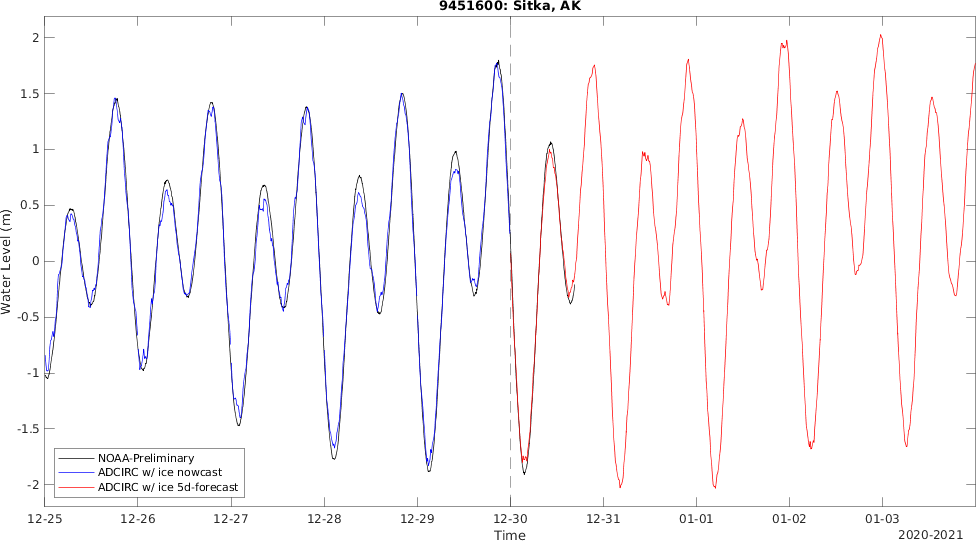 9451600: Sitka, AK
Water Level (m)
2
1.5
1
0.5
0
-0.5
-1
-1.5
-2
NOAA-Preliminary
ADCIRC w/ ice nowcast
ADCIRC w/ ice 5d-forecast
12-25 12-26 12-27 12-28 12-29 12-30 12-31 01-01 01-02 01-03
Time
2020-2021